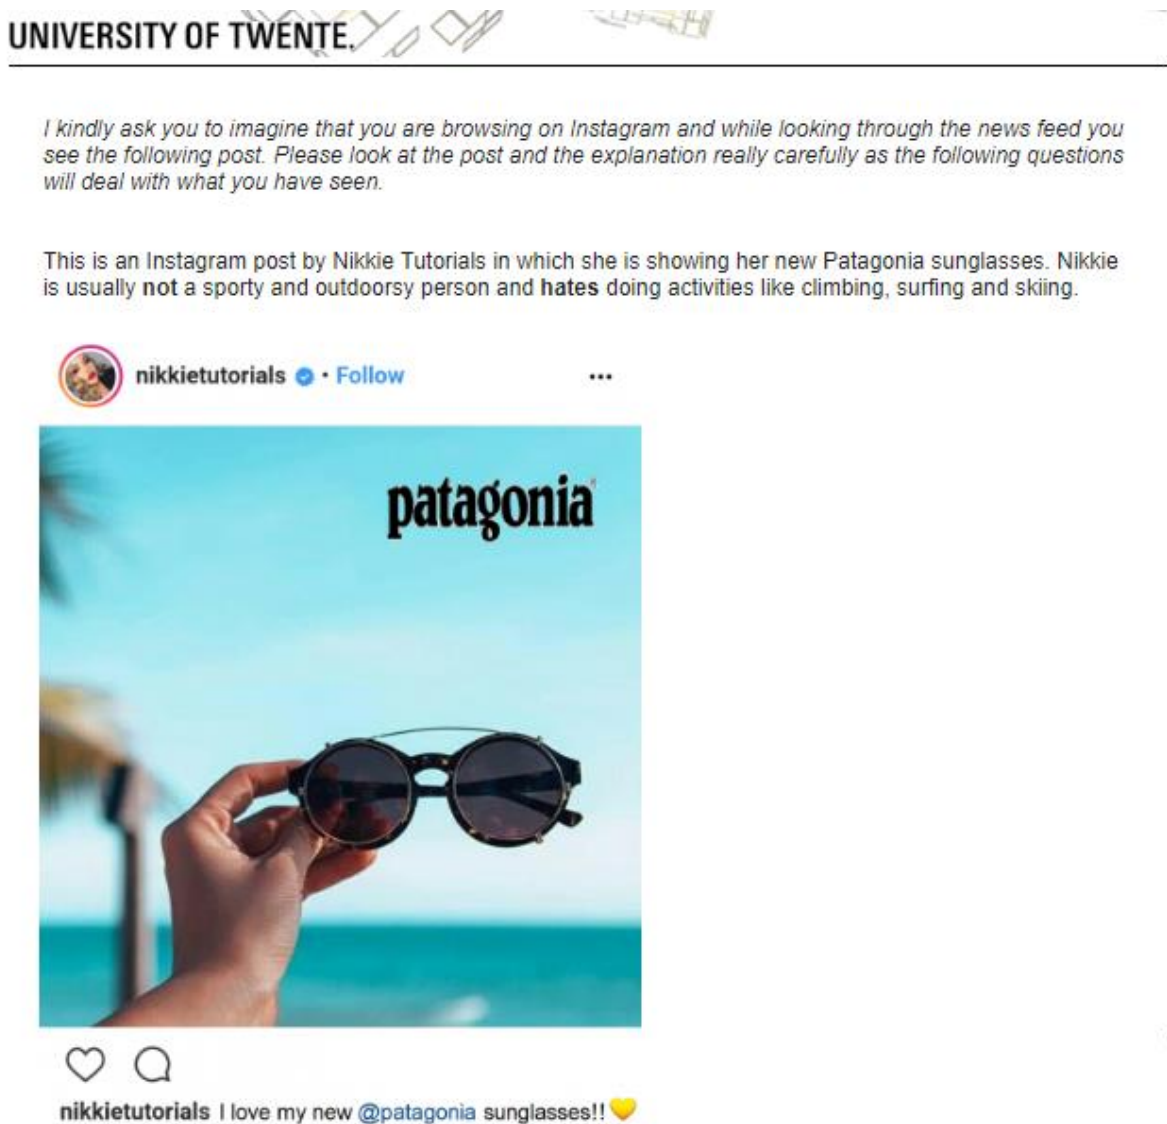 UNIVERSITY OF TWENTE.
I kindly ask you to imagine that you are browsing on Instagram and while looking through the news feed you
see the following post. Please look at the post and the explanation really carefully as the following questions
will deal with what you have seen.
This is an Instagram post by Nikkie Tutorials in which she is showing her new Patagonia sunglasses. Nikkie
is usually not a sporty and outdoorsy person and hates doing activities like climbing, surfing and skiing.
nikkietutorials • Follow
patagonia
nikkietutorials I love my new @patagonia sunglasses!! 💛